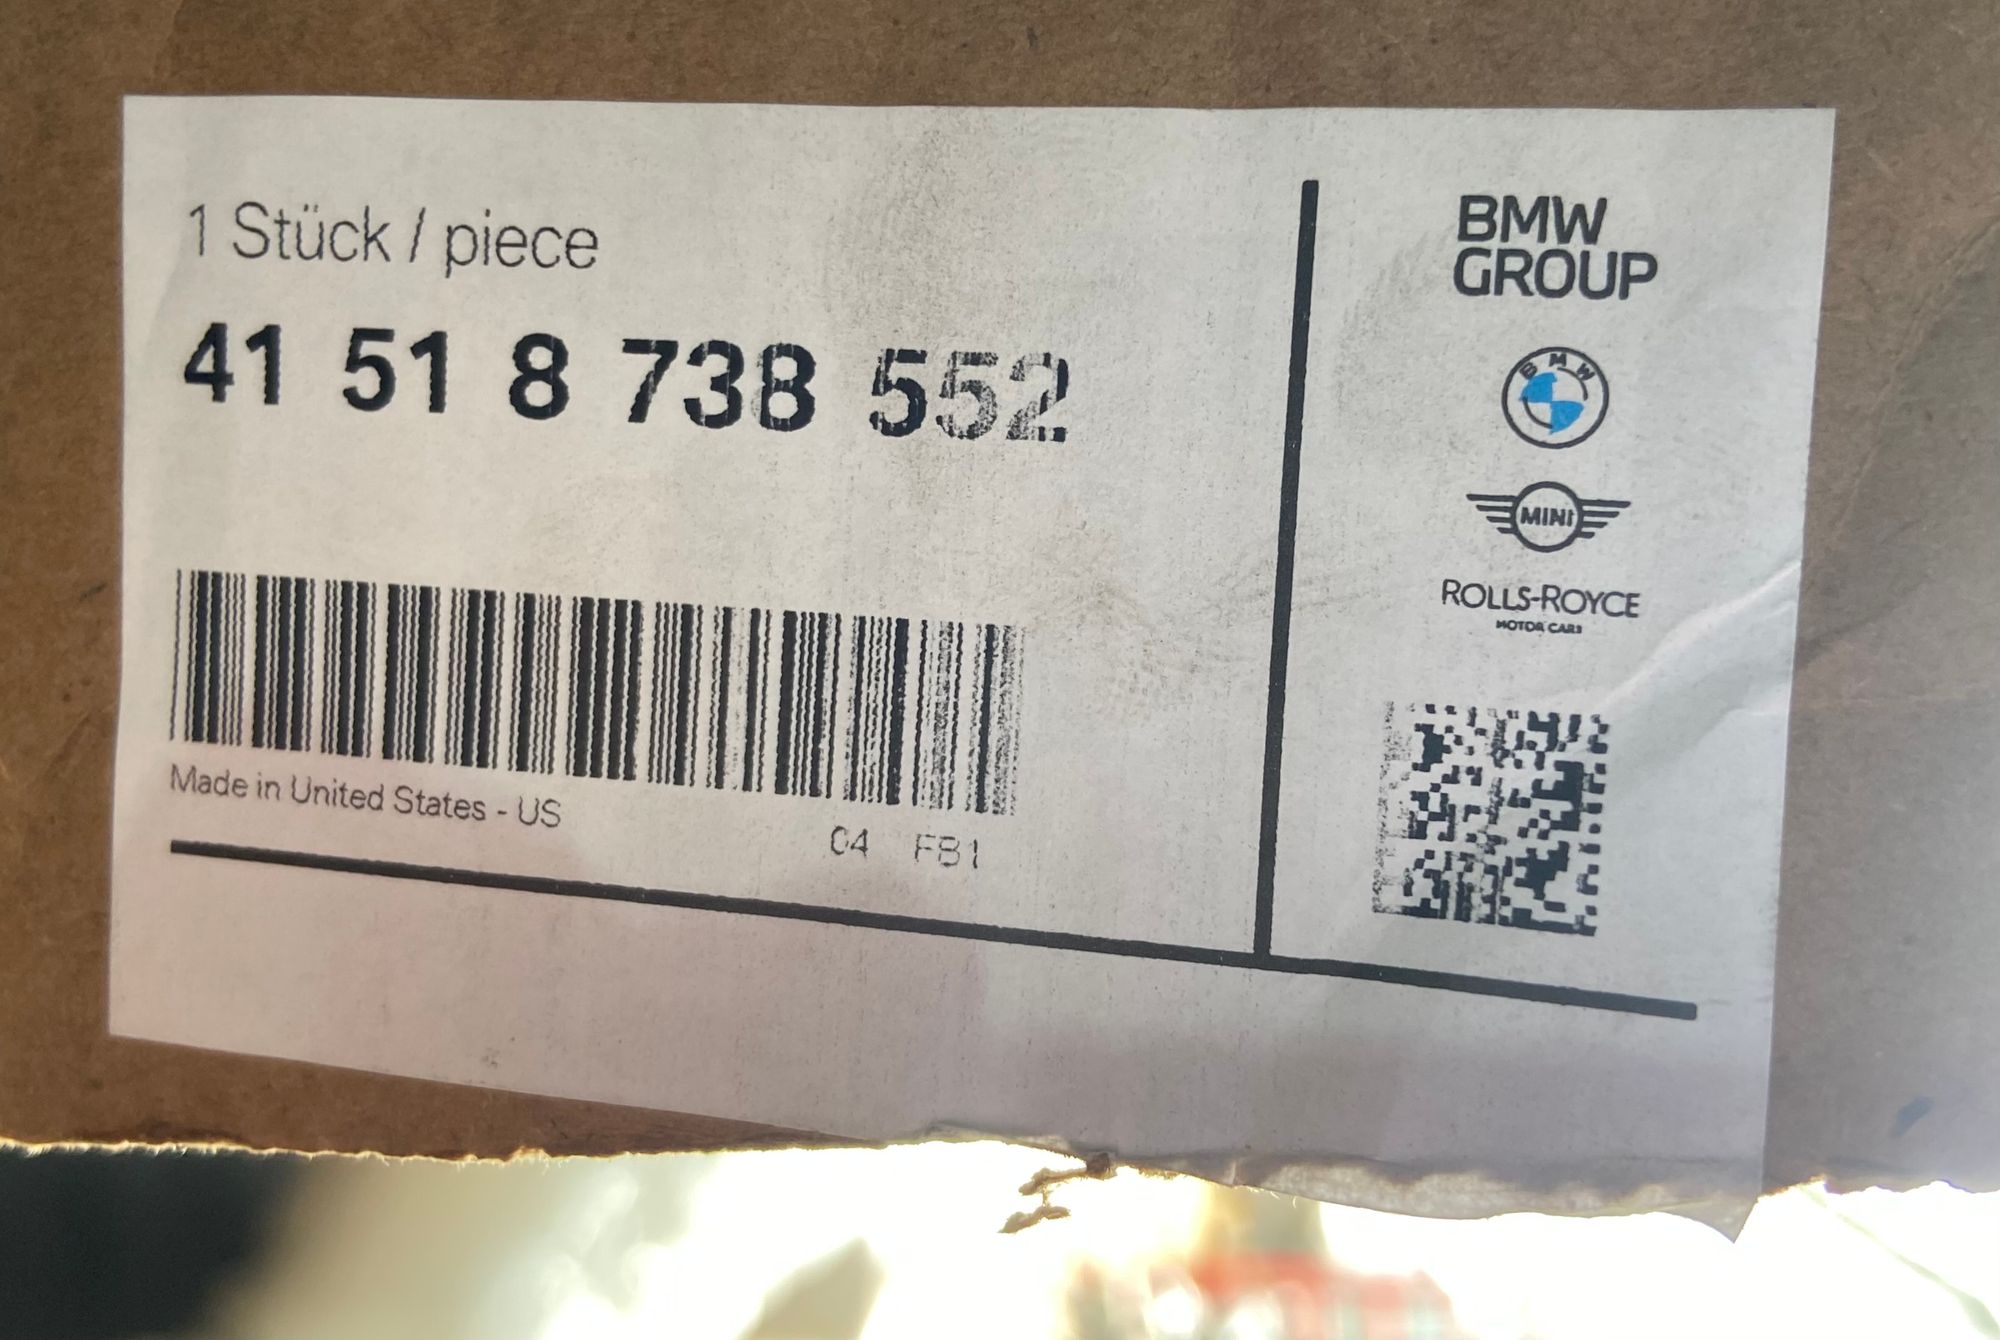 1 Stück / piece
41 51 8 738 552
Made in United States - US
04 FB1
BMW
GROUP
BMW
MINI
ROLLS-ROYCE
MOTOR CARS